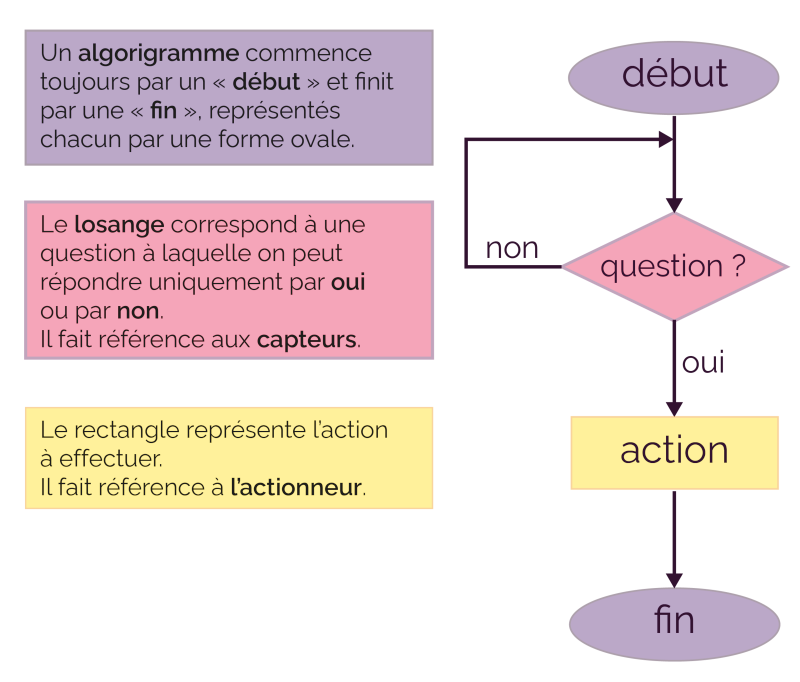 Un algorigramme commence
toujours par un « début » et finit
par une « fin », représentés
chacun par une forme ovale.
Le losange correspond à une
question à laquelle on peut
répondre uniquement par oui
ou par non.
Il fait référence aux capteurs.
Le rectangle représente l’action
à effectuer.
Il fait référence à l’actionneur.
début
non
question ?
oui
action
fin